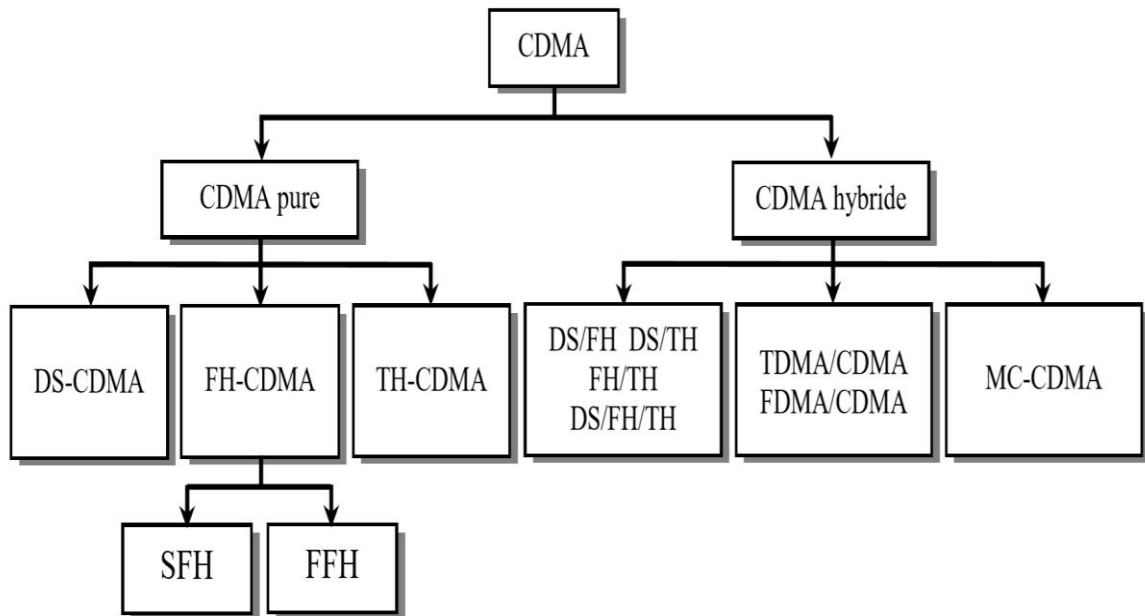 CDMA
CDMA pure
CDMA hybride
DS-CDMA
FH-CDMA
TH-CDMA
DS/FH DS/TH
FH/TH
DS/FH/TH
TDMA/CDMA
FDMA/CDMA
MC-CDMA
SFH
FFH